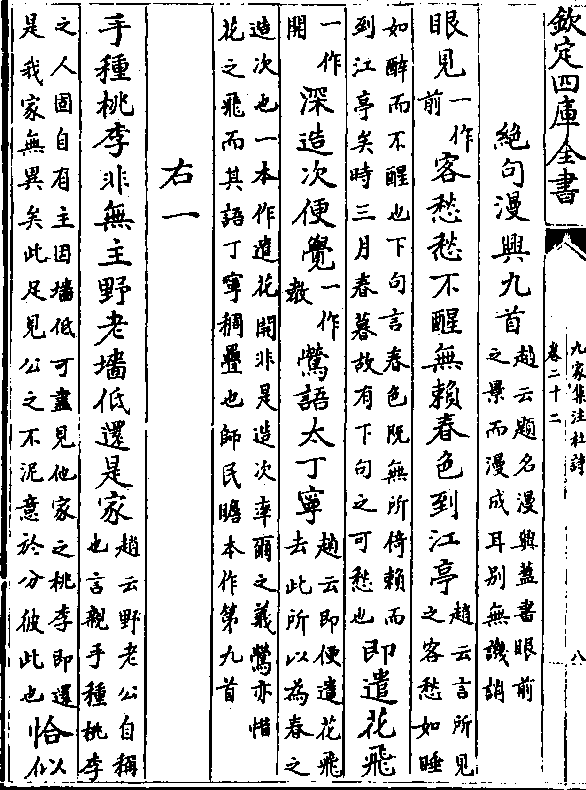 欽定四庫全書
九家集注杜詩
卷二十二
八
絕句漫興九首
趙云題名漫興蓋書眼前
之景而漫成耳別無譏誚
眼見
一作
前
客愁愁不醒無賴春色到江亭
趙云言所見
之客愁如睡
如醉而不醒也下句言春色既無所倚賴而
到江亭矣時三月春暮故有下句之可愁也
即遣花飛
一作
開
深造次便覺
一作
教
鶯語太丁寧
趙云即便遣花飛
去此所以為春之
造次也一本作造花開非是造次率爾之義鶯亦惜
花之飛而其語丁寧稠疊也師民瞻本作第九首
右一
手種桃李非無主野老墻低還是家
趙云野老公自稱
也言親手種桃李
之人固自有主因墻低可盡見他家之桃李即還
是我家無異矣此足見公之不泥意於分彼此也
恰似